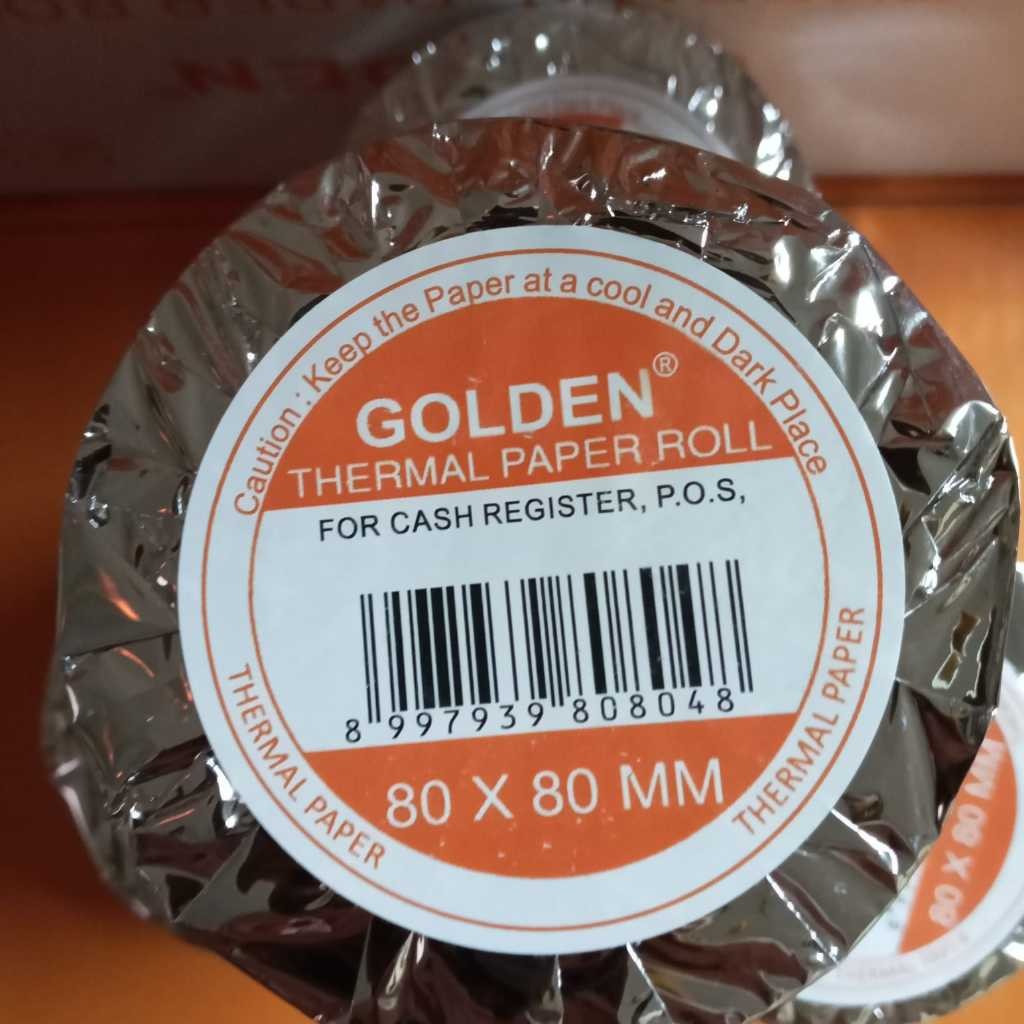 Caution : Keep the Paper at a cool and Dark Place
GOLDEN®
THERMAL PAPER ROLL
FOR CASH REGISTER, P.O.S,
8 997939 808048
80 X 80 MM
THERMAL PAPER
THERMAL PAPER
80 X 80 MM